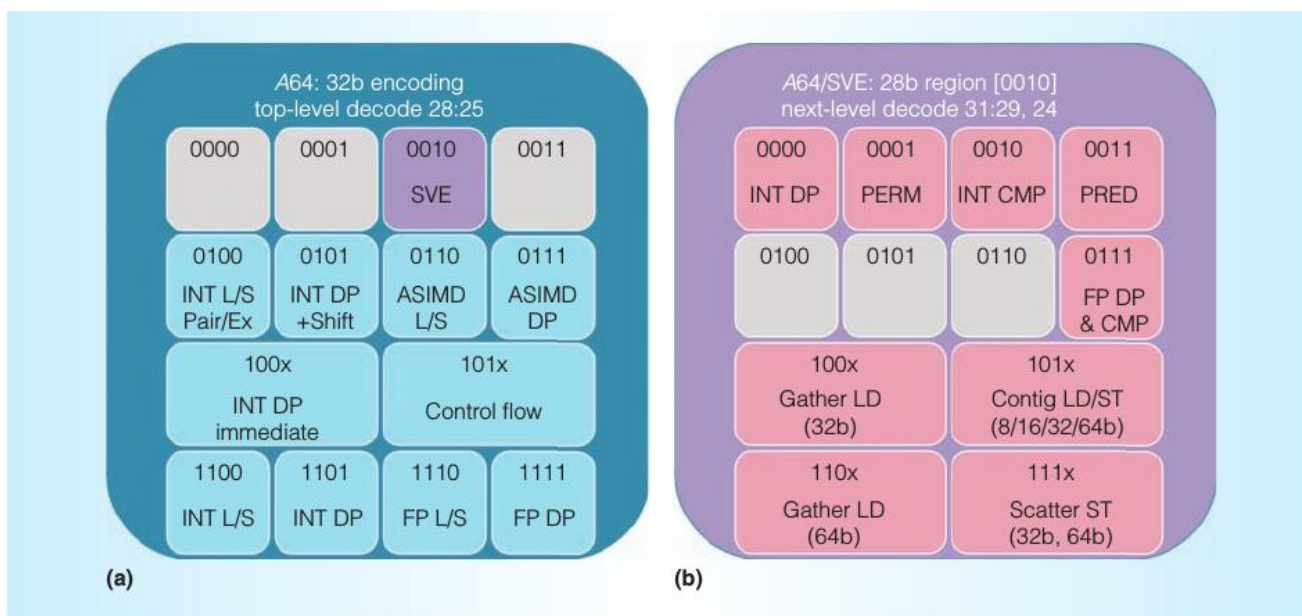 A64: 32b encoding
top-level decode 28:25
0000
0001
0010
SVE
0011
0100
INT L/S
Pair/Ex
0101
INT DP
+Shift
0110
ASIMD
L/S
0111
ASIMD
DP
100x
INT DP
immediate
101x
Control flow
1100
INT L/S
1101
INT DP
1110
FP L/S
1111
FP DP
(a)
A64/SVE: 28b region [0010]
next-level decode 31:29, 24
0000
INT DP
0001
PERM
0010
INT CMP
0011
PRED
0100
0101
0110
0111
FP DP
& CMP
100x
Gather LD
(32b)
101x
Contig LD/ST
(8/16/32/64b)
110x
Gather LD
(64b)
111x
Scatter ST
(32b, 64b)
(b)